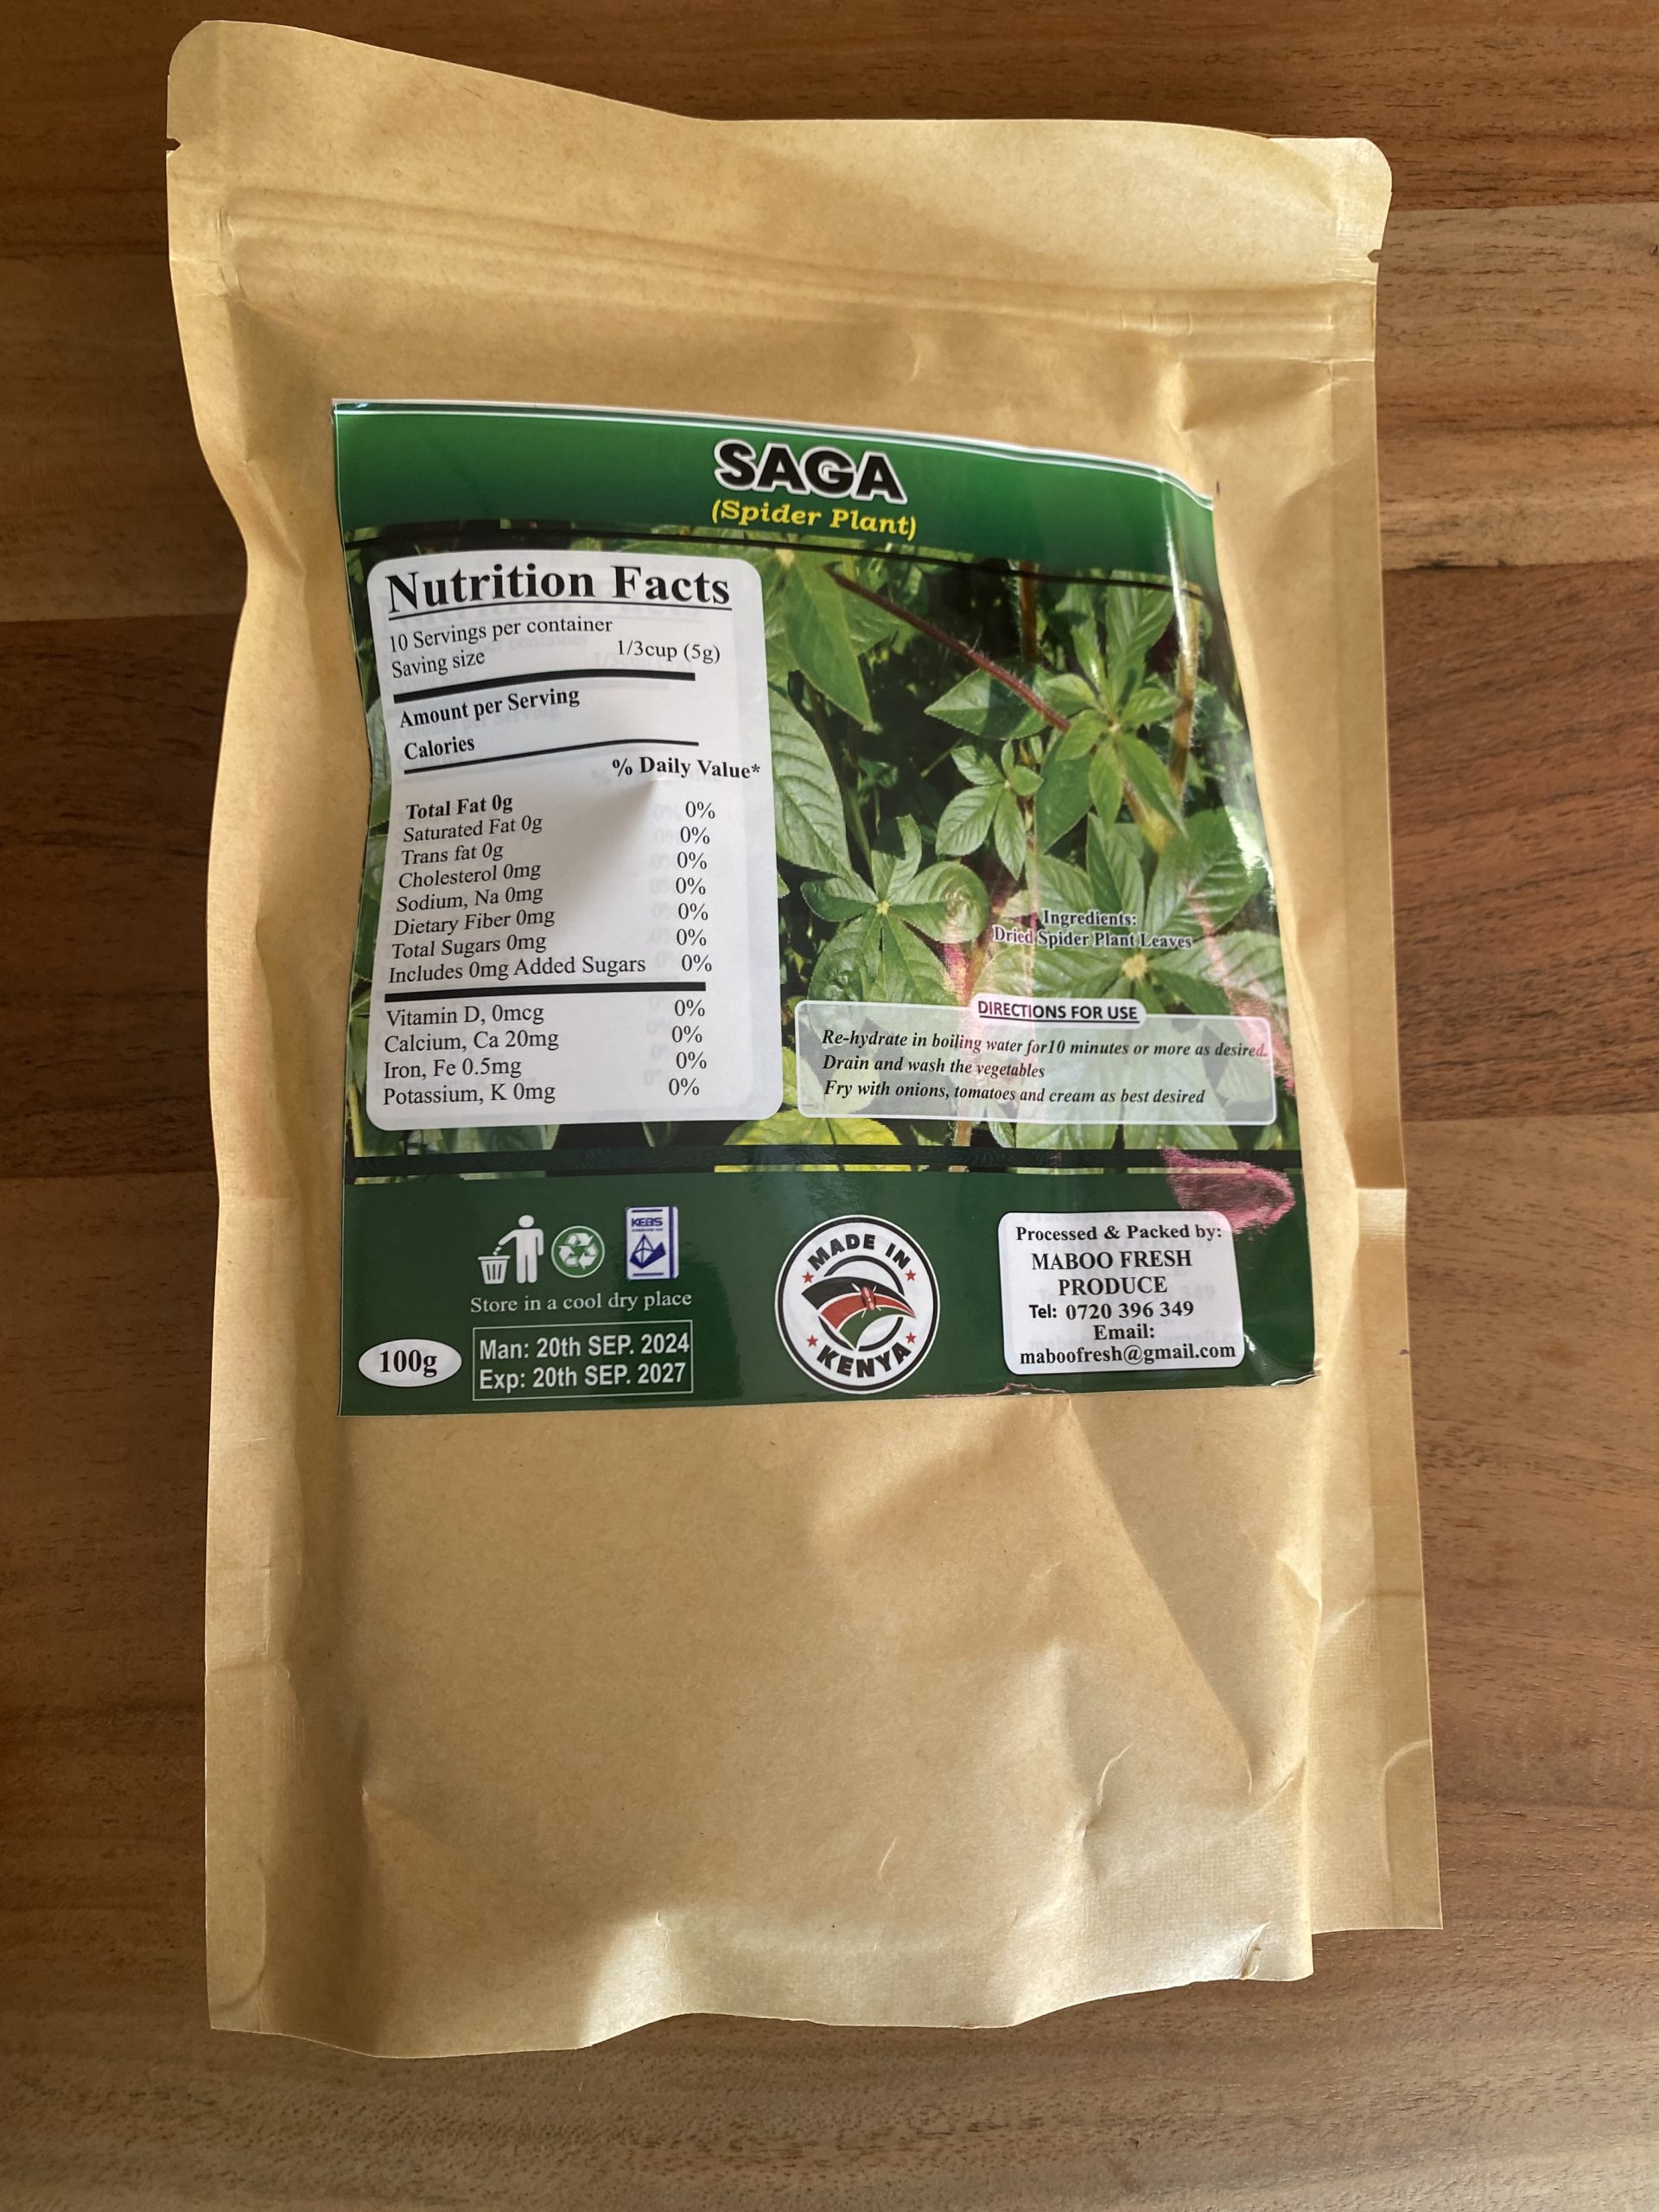 SAGA
(Spider Plant)
Nutrition Facts
10 Servings per container
Saving size 1/3cup (5g)
Amount per Serving
Calories
% Daily Value*
Total Fat 0g 0%
Saturated Fat 0g 0%
Trans fat 0g 0%
Cholesterol 0mg 0%
Sodium, Na 0mg 0%
Dietary Fiber 0mg 0%
Total Sugars 0mg
Includes 0mg Added Sugars 0%
Vitamin D, 0mcg 0%
Calcium, Ca 20mg 0%
Iron, Fe 0.5mg 0%
Potassium, K 0mg 0%
Ingredients:
Dried Spider Plant Leaves
DIRECTIONS FOR USE
Re-hydrate in boiling water for10 minutes or more as desired.
Drain and wash the vegetables
Fry with onions, tomatoes and cream as best desired
KEBS
Store in a cool dry place
100g
Man: 20th SEP. 2024
Exp: 20th SEP. 2027
MADE IN
KENYA
Processed & Packed by:
MABOO FRESH
PRODUCE
Tel: 0720 396 349
Email:
maboofresh@gmail.com